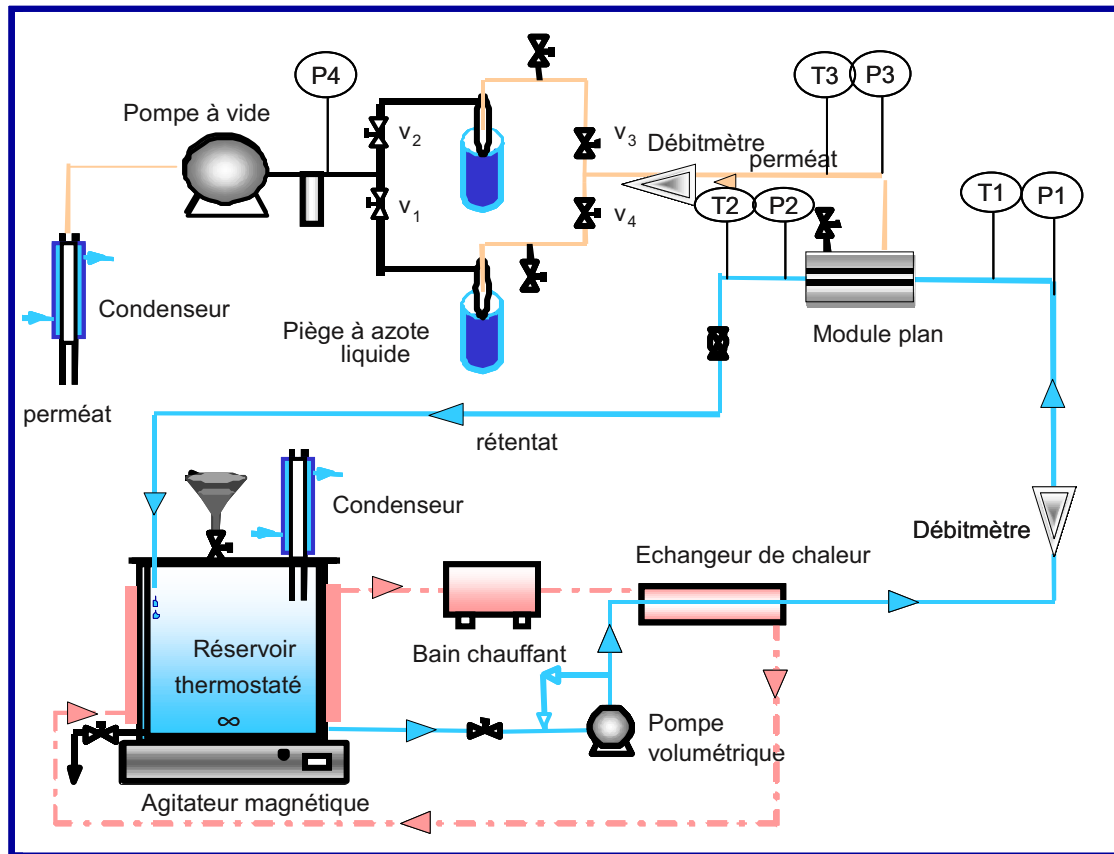 P4
T3
P3
Pompe à vide
v2
v3
Débitmètre
perméat
T2
P2
T1
P1
v1
v4
Condenseur
Piège à azote
liquide
Module plan
perméat
rétentat
Condenseur
Débitmètre
Echangeur de chaleur
Réservoir
thermostaté
Bain chauffant
∞
Pompe
volumétrique
Agitateur magnétique